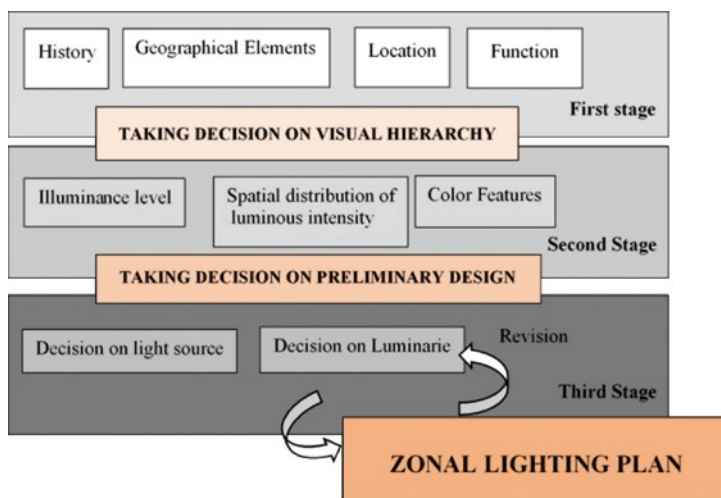 History
Geographical Elements
Location
Function
First stage
TAKING DECISION ON VISUAL HIERARCHY
Illuminance level
Spatial distribution of
luminous intensity
Color Features
Second Stage
TAKING DECISION ON PRELIMINARY DESIGN
Decision on light source
Decision on Luminarie
Revision
Third Stage
ZONAL LIGHTING PLAN